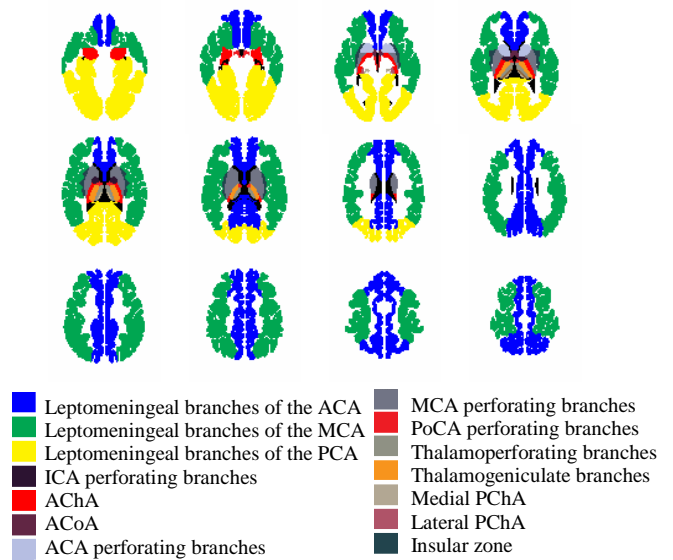 Leptomeningeal branches of the ACA
Leptomeningeal branches of the MCA
Leptomeningeal branches of the PCA
ICA perforating branches
AChA
ACoA
ACA perforating branches
MCA perforating branches
PoCA perforating branches
Thalamoperforating branches
Thalamogeniculate branches
Medial PChA
Lateral PChA
Insular zone